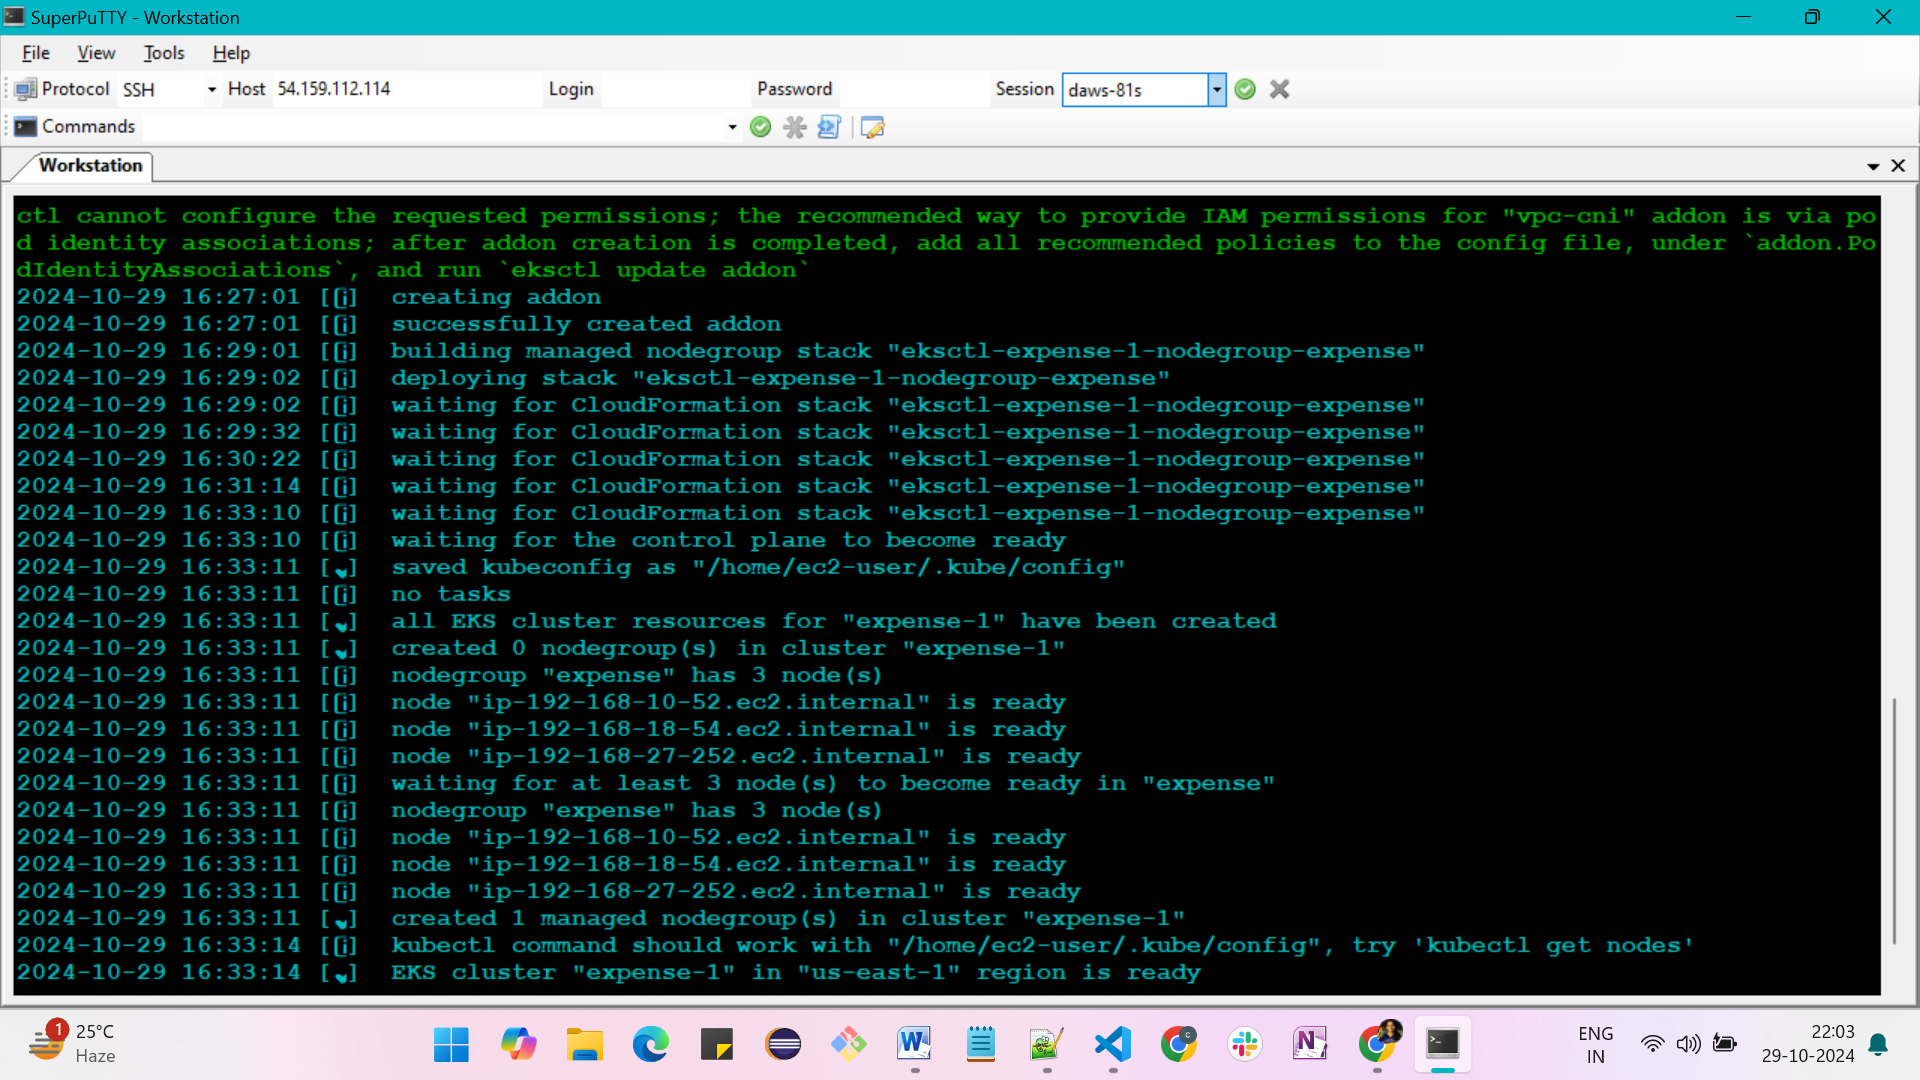 SuperPuTTY - Workstation
File View Tools Help
Protocol SSH Host 54.159.112.114 Login Password Session daws-81s
Commands
Workstation
ctl cannot configure the requested permissions; the recommended way to provide IAM permissions for "vpc-cni" addon is via po
d identity associations; after addon creation is completed, add all recommended policies to the config file, under `addon.Po
dIdentityAssociations`, and run `eksctl update addon`
2024-10-29 16:27:01 [i] creating addon
2024-10-29 16:27:01 [i] successfully created addon
2024-10-29 16:29:01 [i] building managed nodegroup stack "eksctl-expense-1-nodegroup-expense"
2024-10-29 16:29:02 [i] deploying stack "eksctl-expense-1-nodegroup-expense"
2024-10-29 16:29:02 [i] waiting for CloudFormation stack "eksctl-expense-1-nodegroup-expense"
2024-10-29 16:29:32 [i] waiting for CloudFormation stack "eksctl-expense-1-nodegroup-expense"
2024-10-29 16:30:22 [i] waiting for CloudFormation stack "eksctl-expense-1-nodegroup-expense"
2024-10-29 16:31:14 [i] waiting for CloudFormation stack "eksctl-expense-1-nodegroup-expense"
2024-10-29 16:33:10 [i] waiting for CloudFormation stack "eksctl-expense-1-nodegroup-expense"
2024-10-29 16:33:10 [i] waiting for the control plane to become ready
2024-10-29 16:33:11 [✔] saved kubeconfig as "/home/ec2-user/.kube/config"
2024-10-29 16:33:11 [i] no tasks
2024-10-29 16:33:11 [✔] all EKS cluster resources for "expense-1" have been created
2024-10-29 16:33:11 [✔] created 0 nodegroup(s) in cluster "expense-1"
2024-10-29 16:33:11 [i] nodegroup "expense" has 3 node(s)
2024-10-29 16:33:11 [i] node "ip-192-168-10-52.ec2.internal" is ready
2024-10-29 16:33:11 [i] node "ip-192-168-18-54.ec2.internal" is ready
2024-10-29 16:33:11 [i] node "ip-192-168-27-252.ec2.internal" is ready
2024-10-29 16:33:11 [i] waiting for at least 3 node(s) to become ready in "expense"
2024-10-29 16:33:11 [i] nodegroup "expense" has 3 node(s)
2024-10-29 16:33:11 [i] node "ip-192-168-10-52.ec2.internal" is ready
2024-10-29 16:33:11 [i] node "ip-192-168-18-54.ec2.internal" is ready
2024-10-29 16:33:11 [i] node "ip-192-168-27-252.ec2.internal" is ready
2024-10-29 16:33:11 [✔] created 1 managed nodegroup(s) in cluster "expense-1"
2024-10-29 16:33:14 [i] kubectl command should work with "/home/ec2-user/.kube/config", try 'kubectl get nodes'
2024-10-29 16:33:14 [✔] EKS cluster "expense-1" in "us-east-1" region is ready
1 25°C ENG 22:03
Haze IN 29-10-2024